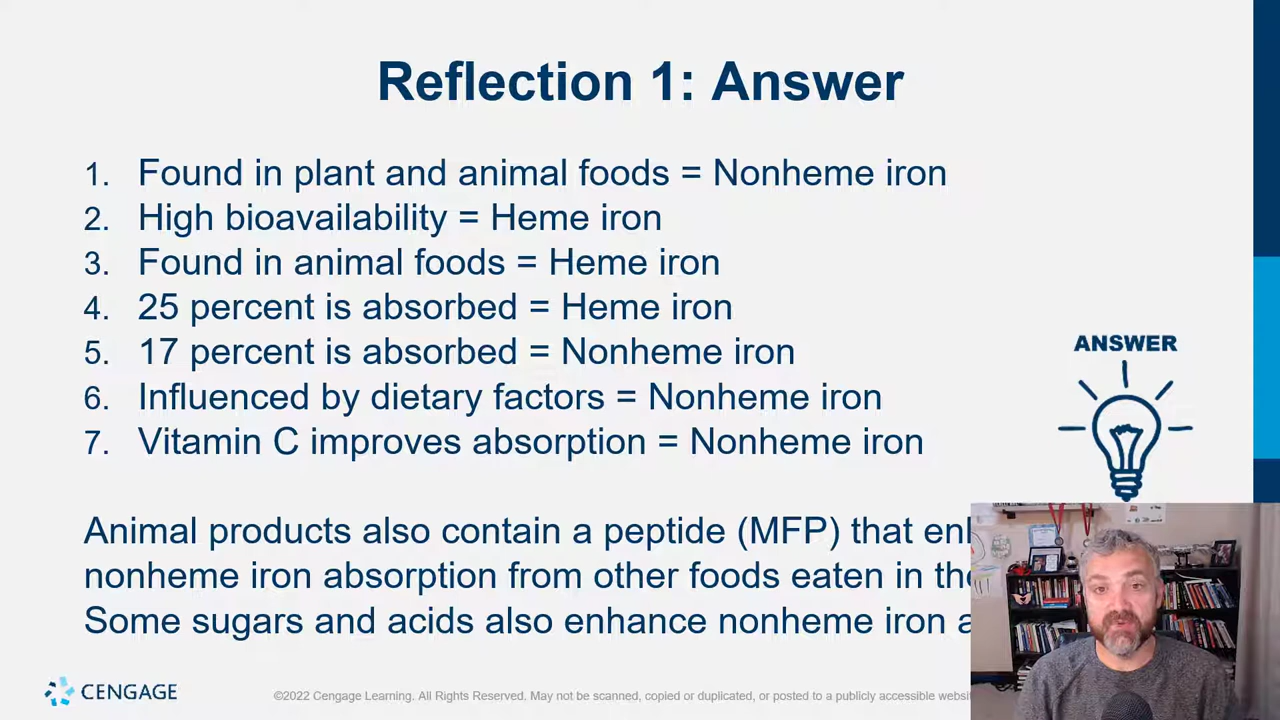 Reflection 1: Answer
1. Found in plant and animal foods = Nonheme iron
2. High bioavailability = Heme iron
3. Found in animal foods = Heme iron
4. 25 percent is absorbed = Heme iron
5. 17 percent is absorbed = Nonheme iron
6. Influenced by dietary factors = Nonheme iron
7. Vitamin C improves absorption = Nonheme iron
ANSWER
Animal products also contain a peptide (MFP) that
nonheme iron absorption from other foods eaten in
Some sugars and acids also enhance nonheme iron
CENGAGE
©2022 Cengage Learning. All Rights Reserved. May not be scanned, copied or duplicated, or posted to a publicly accessible